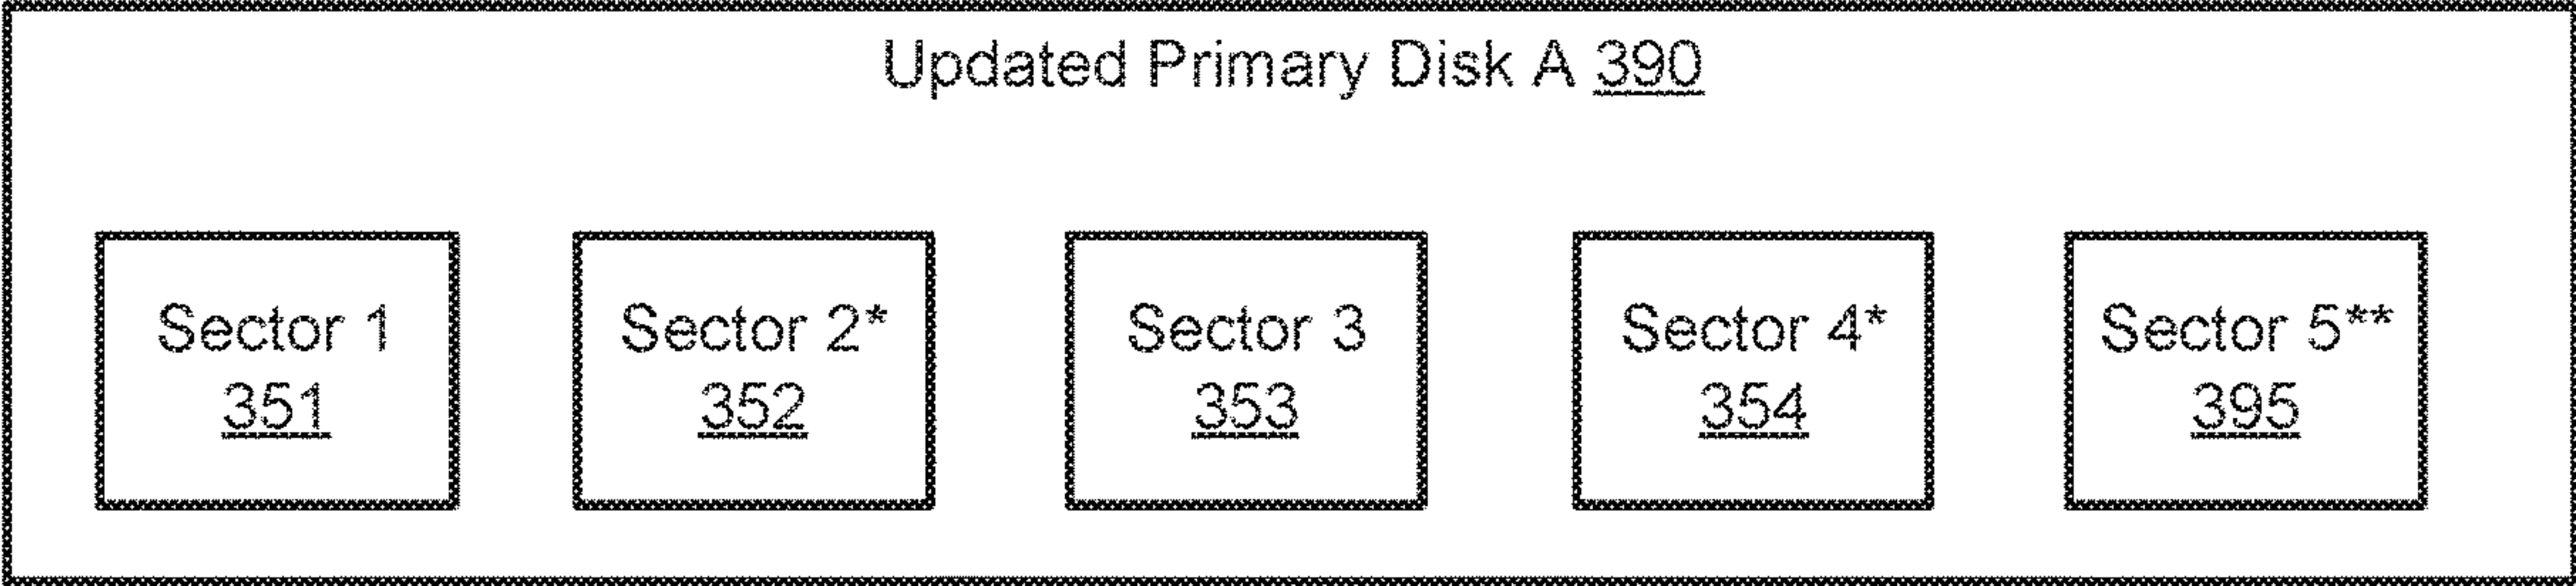 Updated Primary Disk A 390
Sector 1
351
Sector 2*
352
Sector 3
353
Sector 4*
354
Sector 5**
395